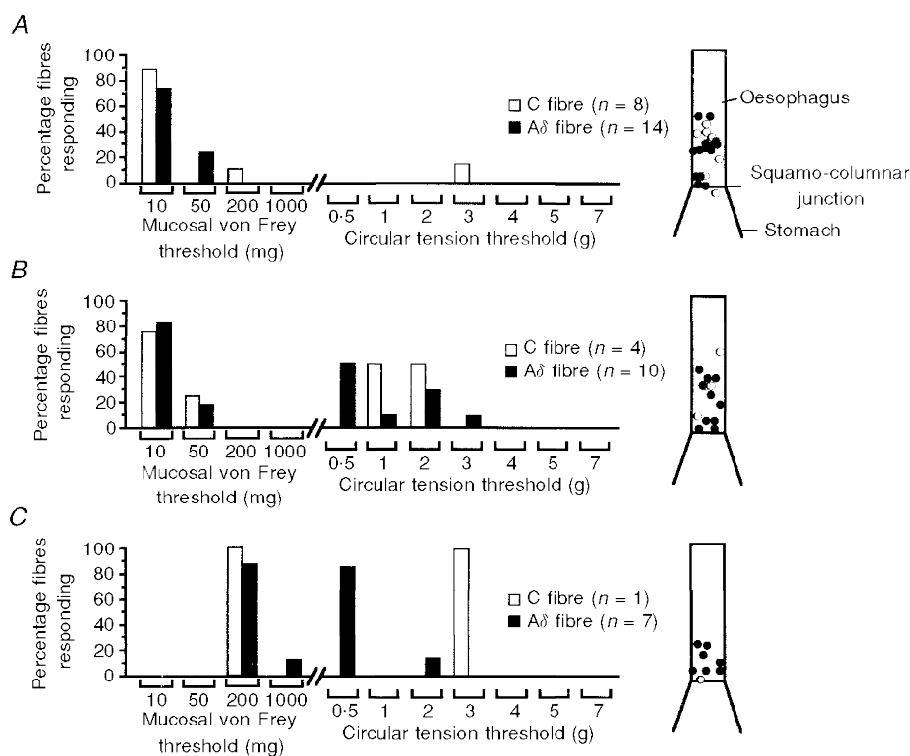 A
Percentage fibres
responding
100
80
60
40
20
0
10 50 200 1000
Mucosal von Frey
threshold (mg)
0·5 1 2 3 4 5 7
Circular tension threshold (g)
C fibre (n = 8)
Aδ fibre (n = 14)
Oesophagus
Squamo-columnar
junction
Stomach
B
Percentage fibres
responding
100
80
60
40
20
0
10 50 200 1000
Mucosal von Frey
threshold (mg)
0·5 1 2 3 4 5 7
Circular tension threshold (g)
C fibre (n = 4)
Aδ fibre (n = 10)
C
Percentage fibres
responding
100
80
60
40
20
0
10 50 200 1000
Mucosal von Frey
threshold (mg)
0·5 1 2 3 4 5 7
Circular tension threshold (g)
C fibre (n = 1)
Aδ fibre (n = 7)